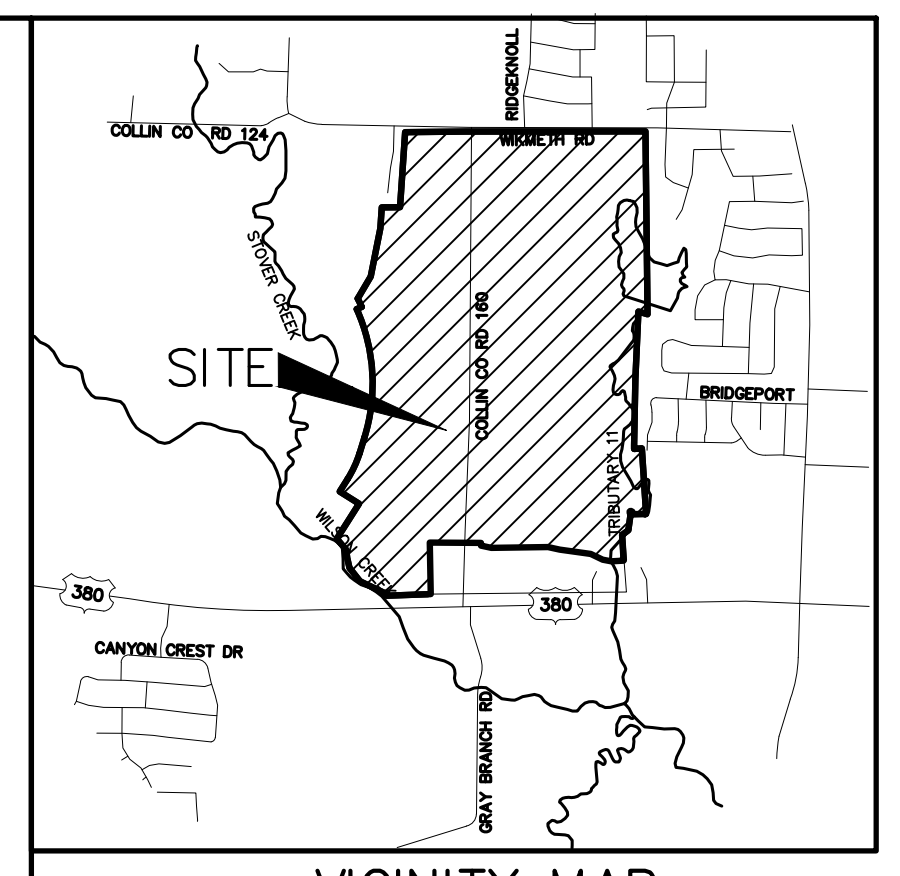 RIDGEKNOLL
COLLIN CO RD 124
WIKMETH RD
STOVER CREEK
COLLIN CO RD 160
SITE
BRIDGEPORT
TRIBUTARY 11
WILSON CREEK
380
380
CANYON CREST DR
GRAY BRANCH RD
VICINITY MAP